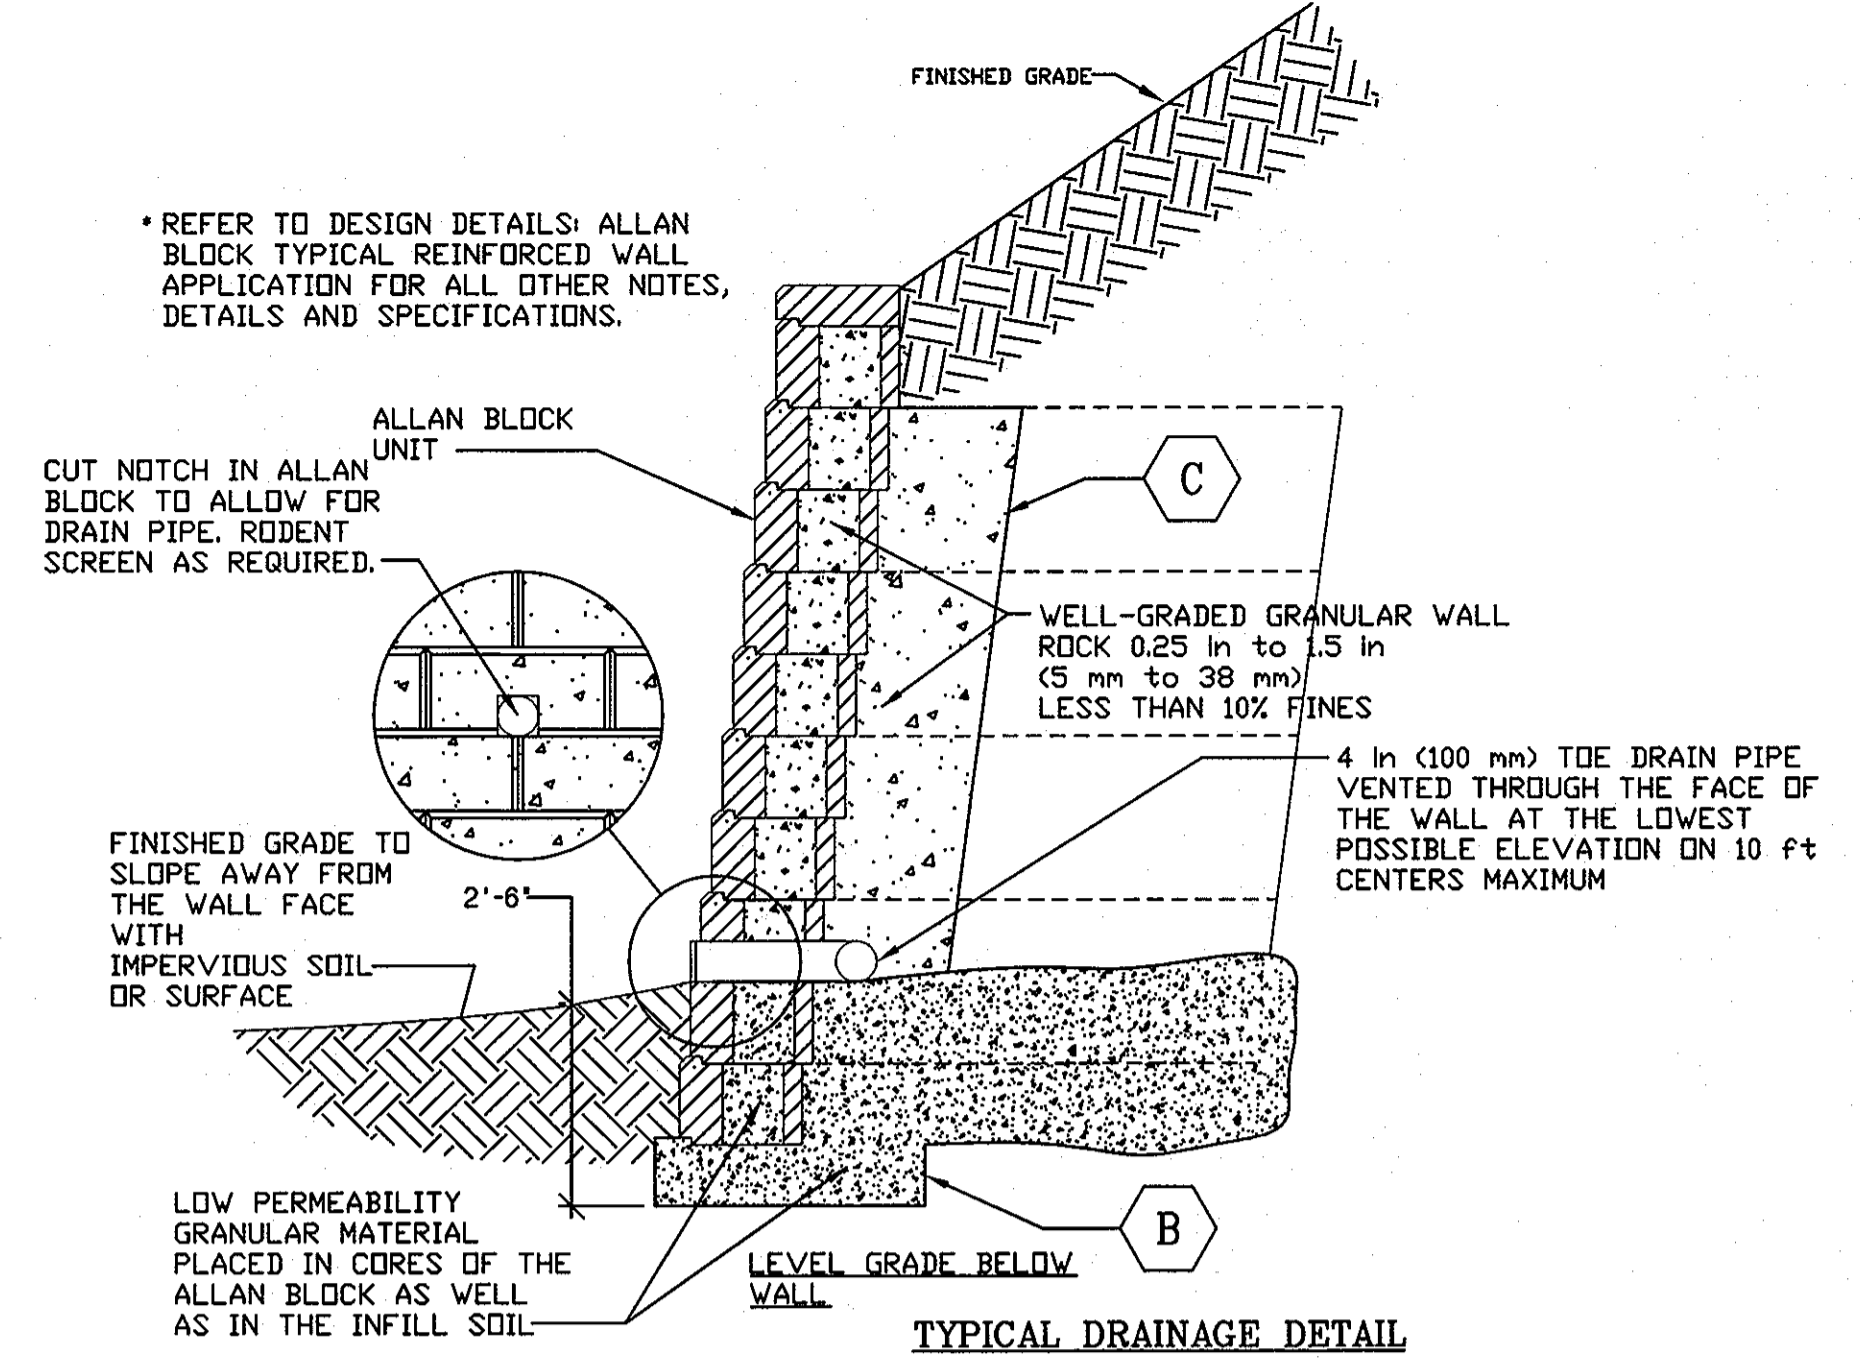 FINISHED GRADE
* REFER TO DESIGN DETAILS: ALLAN
BLOCK TYPICAL REINFORCED WALL
APPLICATION FOR ALL OTHER NOTES,
DETAILS AND SPECIFICATIONS.
ALLAN BLOCK
UNIT
CUT NOTCH IN ALLAN
BLOCK TO ALLOW FOR
DRAIN PIPE. RODENT
SCREEN AS REQUIRED.
C
WELL-GRADED GRANULAR WALL
ROCK 0.25 in to 1.5 in
(5 mm to 38 mm)
LESS THAN 10% FINES
4 in (100 mm) TOE DRAIN PIPE
VENTED THROUGH THE FACE OF
THE WALL AT THE LOWEST
POSSIBLE ELEVATION ON 10 ft
CENTERS MAXIMUM
FINISHED GRADE TO
SLOPE AWAY FROM
THE WALL FACE
WITH
IMPERVIOUS SOIL
OR SURFACE
2'-6"
LOW PERMEABILITY
GRANULAR MATERIAL
PLACED IN CORES OF THE
ALLAN BLOCK AS WELL
AS IN THE INFILL SOIL
B
LEVEL GRADE BELOW
WALL
TYPICAL DRAINAGE DETAIL